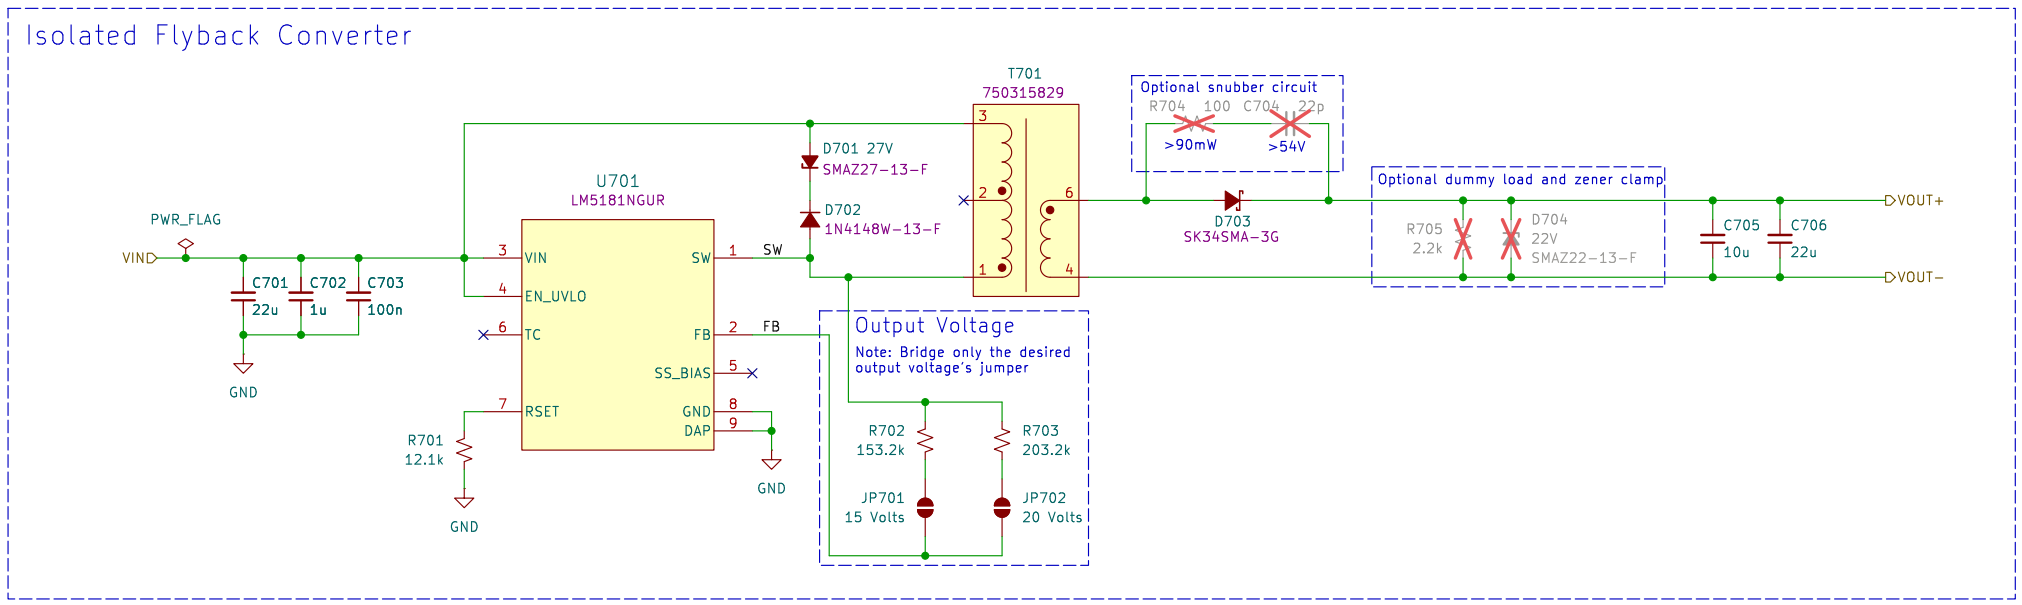 Isolated Flyback Converter
VIN
PWR_FLAG
C701
22u
C702
1u
C703
100n
GND
U701
LM5181NGUR
3 VIN
4 EN_UVLO
6 TC
7 RSET
SW 1
FB 2
SS_BIAS 5
GND 8
DAP 9
SW
FB
R701
12.1k
GND
GND
D701 27V
SMAZ27-13-F
D702
1N4148W-13-F
T701
750315829
3
2
1
6
4
Optional snubber circuit
R704 100 C704 22p
>90mW
>54V
D703
SK34SMA-3G
Optional dummy load and zener clamp
R705
2.2k
D704
22V
SMAZ22-13-F
C705
10u
C706
22u
VOUT+
VOUT-
Output Voltage
Note: Bridge only the desired
output voltage's jumper
R702
153.2k
R703
203.2k
JP701
15 Volts
JP702
20 Volts